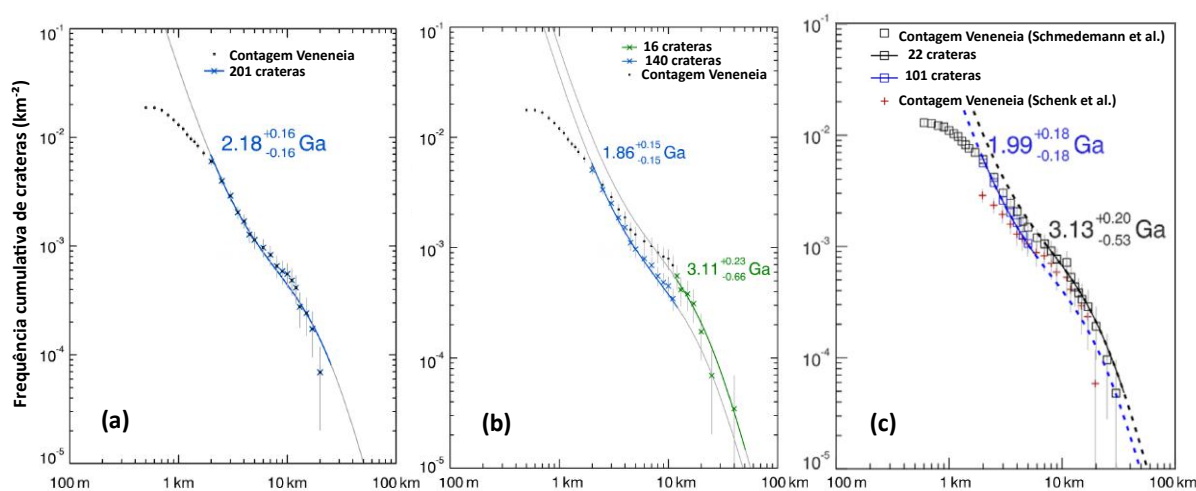 Frequência cumulativa de crateras (km⁻²)
10⁻¹
10⁻²
10⁻³
10⁻⁴
10⁻⁵
Contagem Veneneia
201 crateras
2.18 +0.16 -0.16 Ga
(a)
100 m 1 km 10 km 100 km
10⁻¹
10⁻²
10⁻³
10⁻⁴
10⁻⁵
16 crateras
140 crateras
Contagem Veneneia
1.86 +0.15 -0.15 Ga
3.11 +0.23 -0.66 Ga
(b)
100 m 1 km 10 km 100 km
10⁻¹
10⁻²
10⁻³
10⁻⁴
10⁻⁵
Contagem Veneneia (Schmedemann et al.)
22 crateras
101 crateras
Contagem Veneneia (Schenk et al.)
1.99 +0.18 -0.18 Ga
3.13 +0.20 -0.53 Ga
(c)
100 m 1 km 10 km 100 km